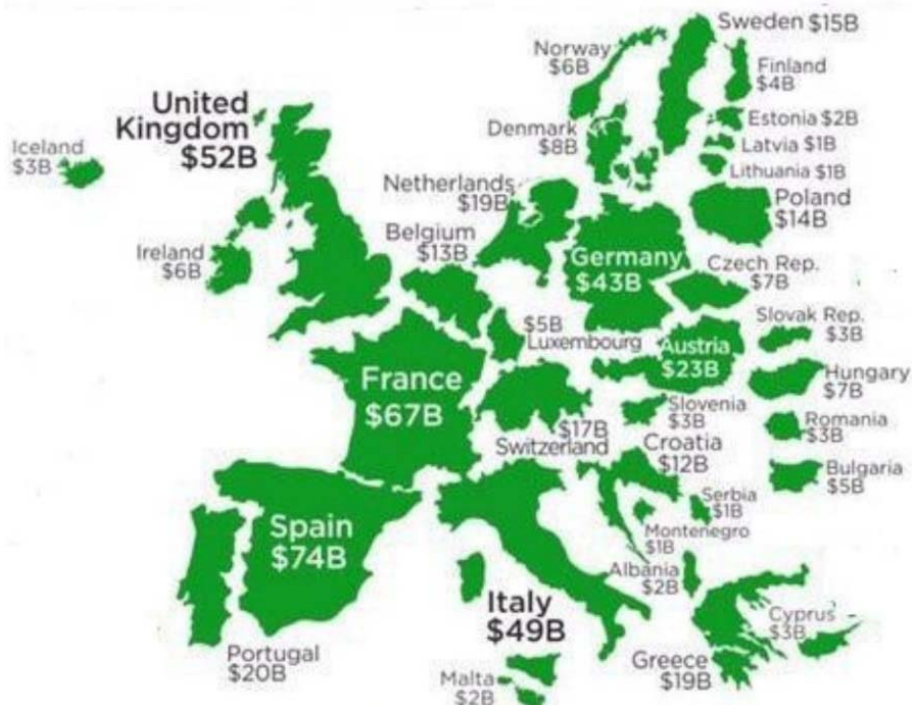 Sweden $15B
Norway
$6B
Finland
$4B
United
Kingdom
$52B
Estonia $2B
Denmark
$8B
Latvia $1B
Iceland
$3B
Lithuania $1B
Netherlands
$19B
Poland
$14B
Belgium
$13B
Ireland
$6B
Germany
$43B
Czech Rep.
$7B
Slovak Rep.
$3B
$5B
Luxembourg
Austria
$23B
France
$67B
Hungary
$7B
Slovenia
$3B
Romania
$3B
$17B
Switzerland
Croatia
$12B
Bulgaria
$5B
Serbia
$1B
Spain
$74B
Montenegro
$1B
Albania
$2B
Italy
$49B
Cyprus
$3B
Portugal
$20B
Greece
$19B
Malta
$2B